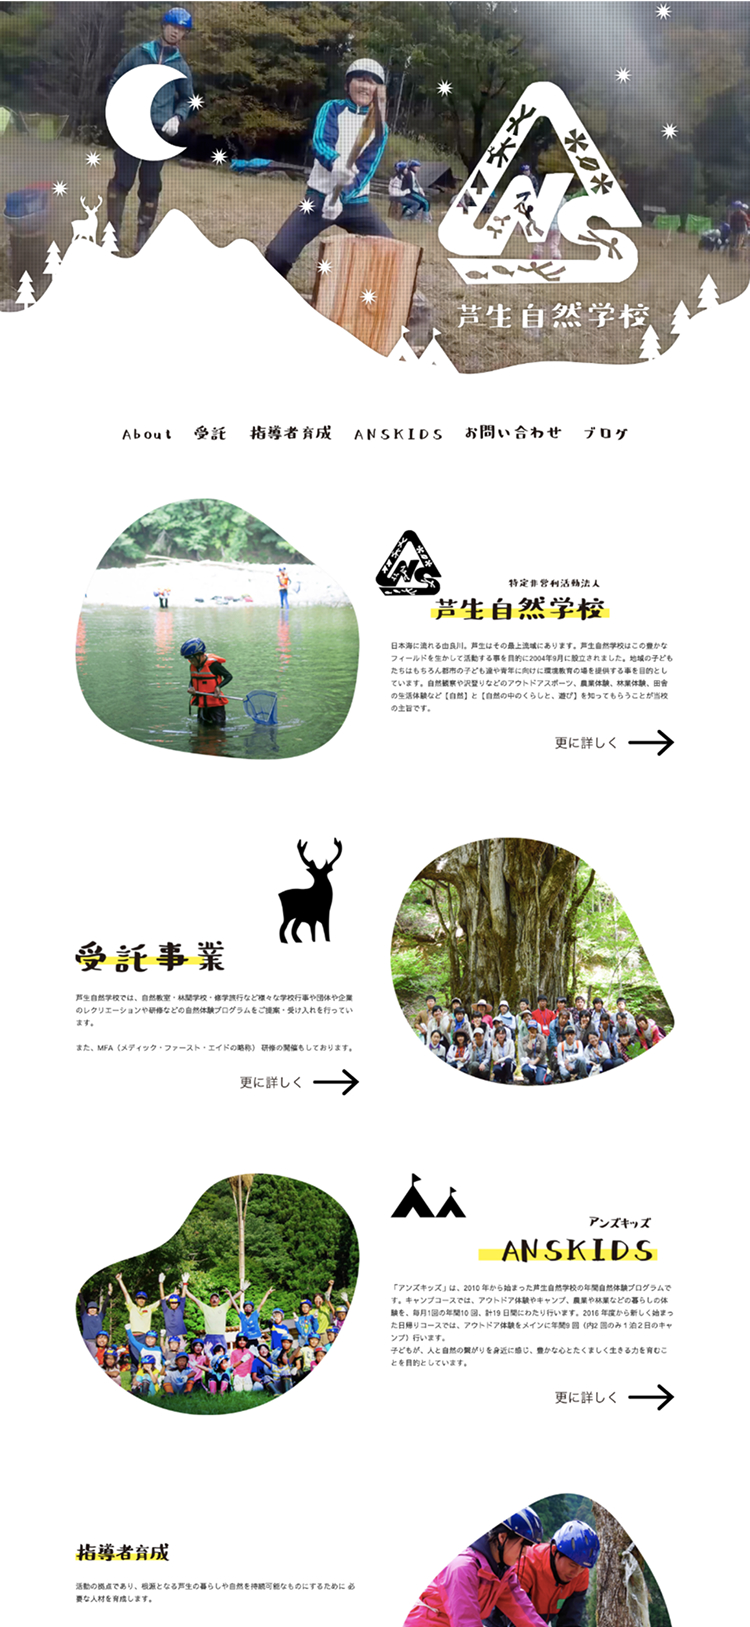 芦生自然学校
About 受託 指導者育成 ANSKIDS お問い合わせ ブログ
特定非営利活動法人
芦生自然学校
日本海に流れる由良川。芦生はその最上流域にあります。芦生自然学校はこの豊かな
フィールドを生かして活動する事を目的に2004年9月に設立されました。地域の子ども
たちはもちろん都市の子ども達や青年に向けに環境教育の場を提供する事を目的とし
ています。自然観察や沢登りなどのアウトドアスポーツ、農業体験、林業体験、田舎
の生活体験など【自然】と【自然の中のくらしと、遊び】を知ってもらうことが当校
の主旨です。
更に詳しく
受託事業
芦生自然学校では、自然教室・林間学校・修学旅行など様々な学校行事や団体や企業
のレクリエーションや研修などの自然体験プログラムをご提案・受け入れを行ってい
ます。
また、MFA（メディック・ファースト・エイドの略称） 研修の開催もしております。
更に詳しく
アンズキッズ
ANSKIDS
「アンズキッズ」は、2010 年から始まった芦生自然学校の年間自然体験プログラムで
す。キャンプコースでは、アウトドア体験やキャンプ、農業や林業などの暮らしの体
験を、毎月1回の年間10 回、計19 日間にわたり行います。2016 年度から新しく始まっ
た日帰りコースでは、アウトドア体験をメインに年間9 回（内2 回のみ１泊２日のキャ
ンプ）行います。
子どもが、人と自然の繋がりを身近に感じ、豊かな心とたくましく生きる力を育むこ
とを目的としています。
更に詳しく
指導者育成
活動の拠点であり、根源となる芦生の暮らしや自然を持続可能なものにするために 必
要な人材を育成します。